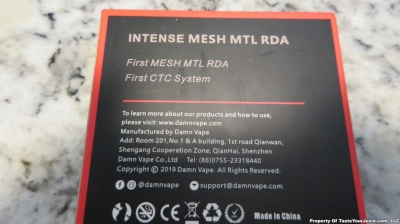 INTENSE MESH MTL RDA
First MESH MTL RDA
First CTC System
To learn more about our products and how to use,
please visit: www.damnvape.com
Manufactured by Damn Vape
Add: Room 201,No.1 & A building, 1st road Qianwan,
Shengang Cooperation Zone, QianHai, Shenzhen
Damn Vape Co.,Ltd Tel: (86)0755-23318440
Copyright © 2019 Damn Vape. All Rights Reserved.
@damnvape support@damnvape.com
CE Made in China
Property Of TasteYourJuice.com